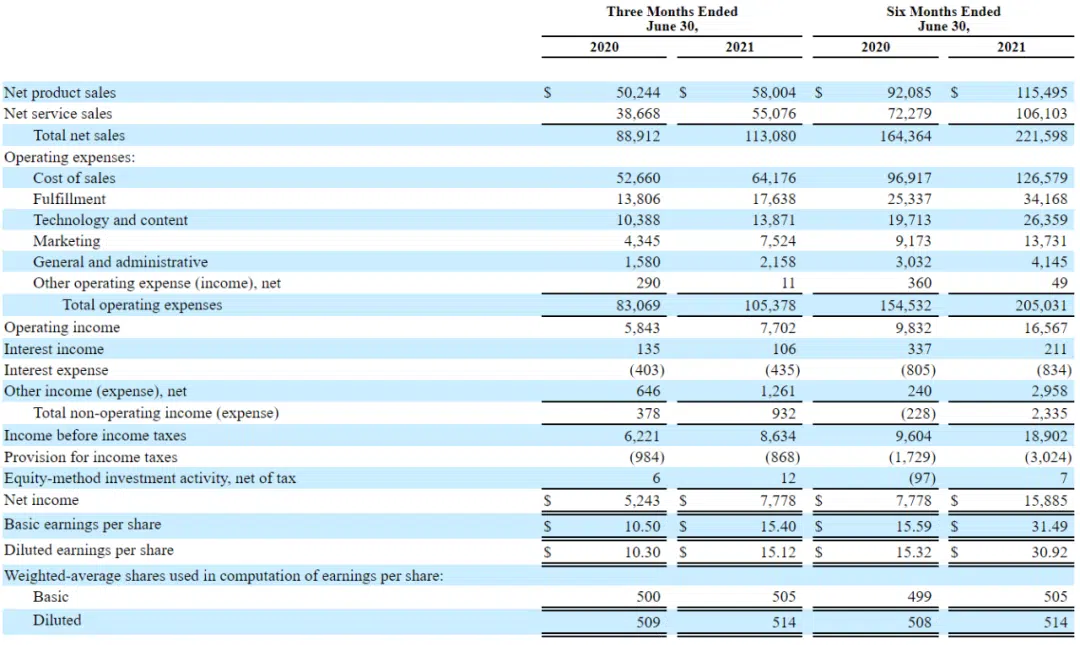 Three Months Ended Six Months Ended
June 30, June 30,
2020 2021 2020 2021
Net product sales $ 50,244 $ 58,004 $ 92,085 $ 115,495
Net service sales 38,668 55,076 72,279 106,103
Total net sales 88,912 113,080 164,364 221,598
Operating expenses:
Cost of sales 52,660 64,176 96,917 126,579
Fulfillment 13,806 17,638 25,337 34,168
Technology and content 10,388 13,871 19,713 26,359
Marketing 4,345 7,524 9,173 13,731
General and administrative 1,580 2,158 3,032 4,145
Other operating expense (income), net 290 11 360 49
Total operating expenses 83,069 105,378 154,532 205,031
Operating income 5,843 7,702 9,832 16,567
Interest income 135 106 337 211
Interest expense (403) (435) (805) (834)
Other income (expense), net 646 1,261 240 2,958
Total non-operating income (expense) 378 932 (228) 2,335
Income before income taxes 6,221 8,634 9,604 18,902
Provision for income taxes (984) (868) (1,729) (3,024)
Equity-method investment activity, net of tax 6 12 (97) 7
Net income $ 5,243 $ 7,778 $ 7,778 $ 15,885
Basic earnings per share $ 10.50 $ 15.40 $ 15.59 $ 31.49
Diluted earnings per share $ 10.30 $ 15.12 $ 15.32 $ 30.92
Weighted-average shares used in computation of earnings per share:
Basic 500 505 499 505
Diluted 509 514 508 514